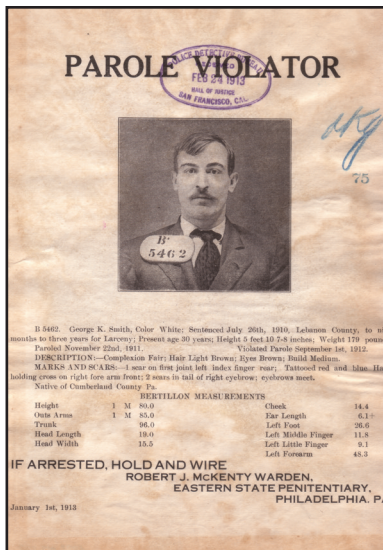 PAROLE VIOLATOR
POLICE DETECTIVE
FEB 24 1913
HALL OF JUSTICE
SAN FRANCISCO, CAL.
75
B
5462
B 5462. George K. Smith, Color White; Sentenced July 26th, 1910, Lebanon County, to
months to three years for Larceny; Present age 30 years; Height 5 feet 10 7-8 inches; Weight 179
Paroled November 22nd, 1911. Violated Parole September 1st, 1912.
DESCRIPTION:—Complexion Fair; Hair Light Brown; Eyes Brown; Build Medium.
MARKS AND SCARS:—1 scar on first joint left index finger rear; Tattooed red and blue
holding cross on right fore arm front; 2 scars its tail of right eyebrow; eyebrows meet.
Native of Cumberland County Pa.
BERTILLON MEASUREMENTS
Height 1 M 80.0 Cheek 14.4
Outs Arms 1 M 85.0 Ear Length 6.1+
Trunk 96.0 Left Foot 26.6
Head Length 19.0 Left Middle Finger 11.8
Head Width 15.5 Left Little Finger 9.1
Left Forearm 48.3
IF ARRESTED, HOLD AND WIRE
ROBERT J. McKENTY WARDEN,
EASTERN STATE PENITENTIARY,
PHILADELPHIA.
January 1st, 1913